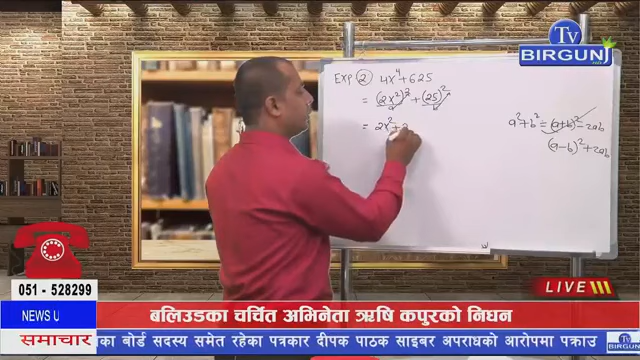 Tv
BIRGUNJ
Exp ② 4x⁴+625
= (2x²)² + (25)²
= 2x²+2
a²+b² = (a+b)²-2ab
(a-b)²+2ab
051 - 528299
LIVE
NEWS U
बलिउडका चर्चित अभिनेता ऋषि कपुरको निधन
समाचार
का बोर्ड सदस्य समेत रहेका पत्रकार दीपक पाठक साइबर अपराधको आरोपमा पक्राउ
Tv
BIRGUNJ